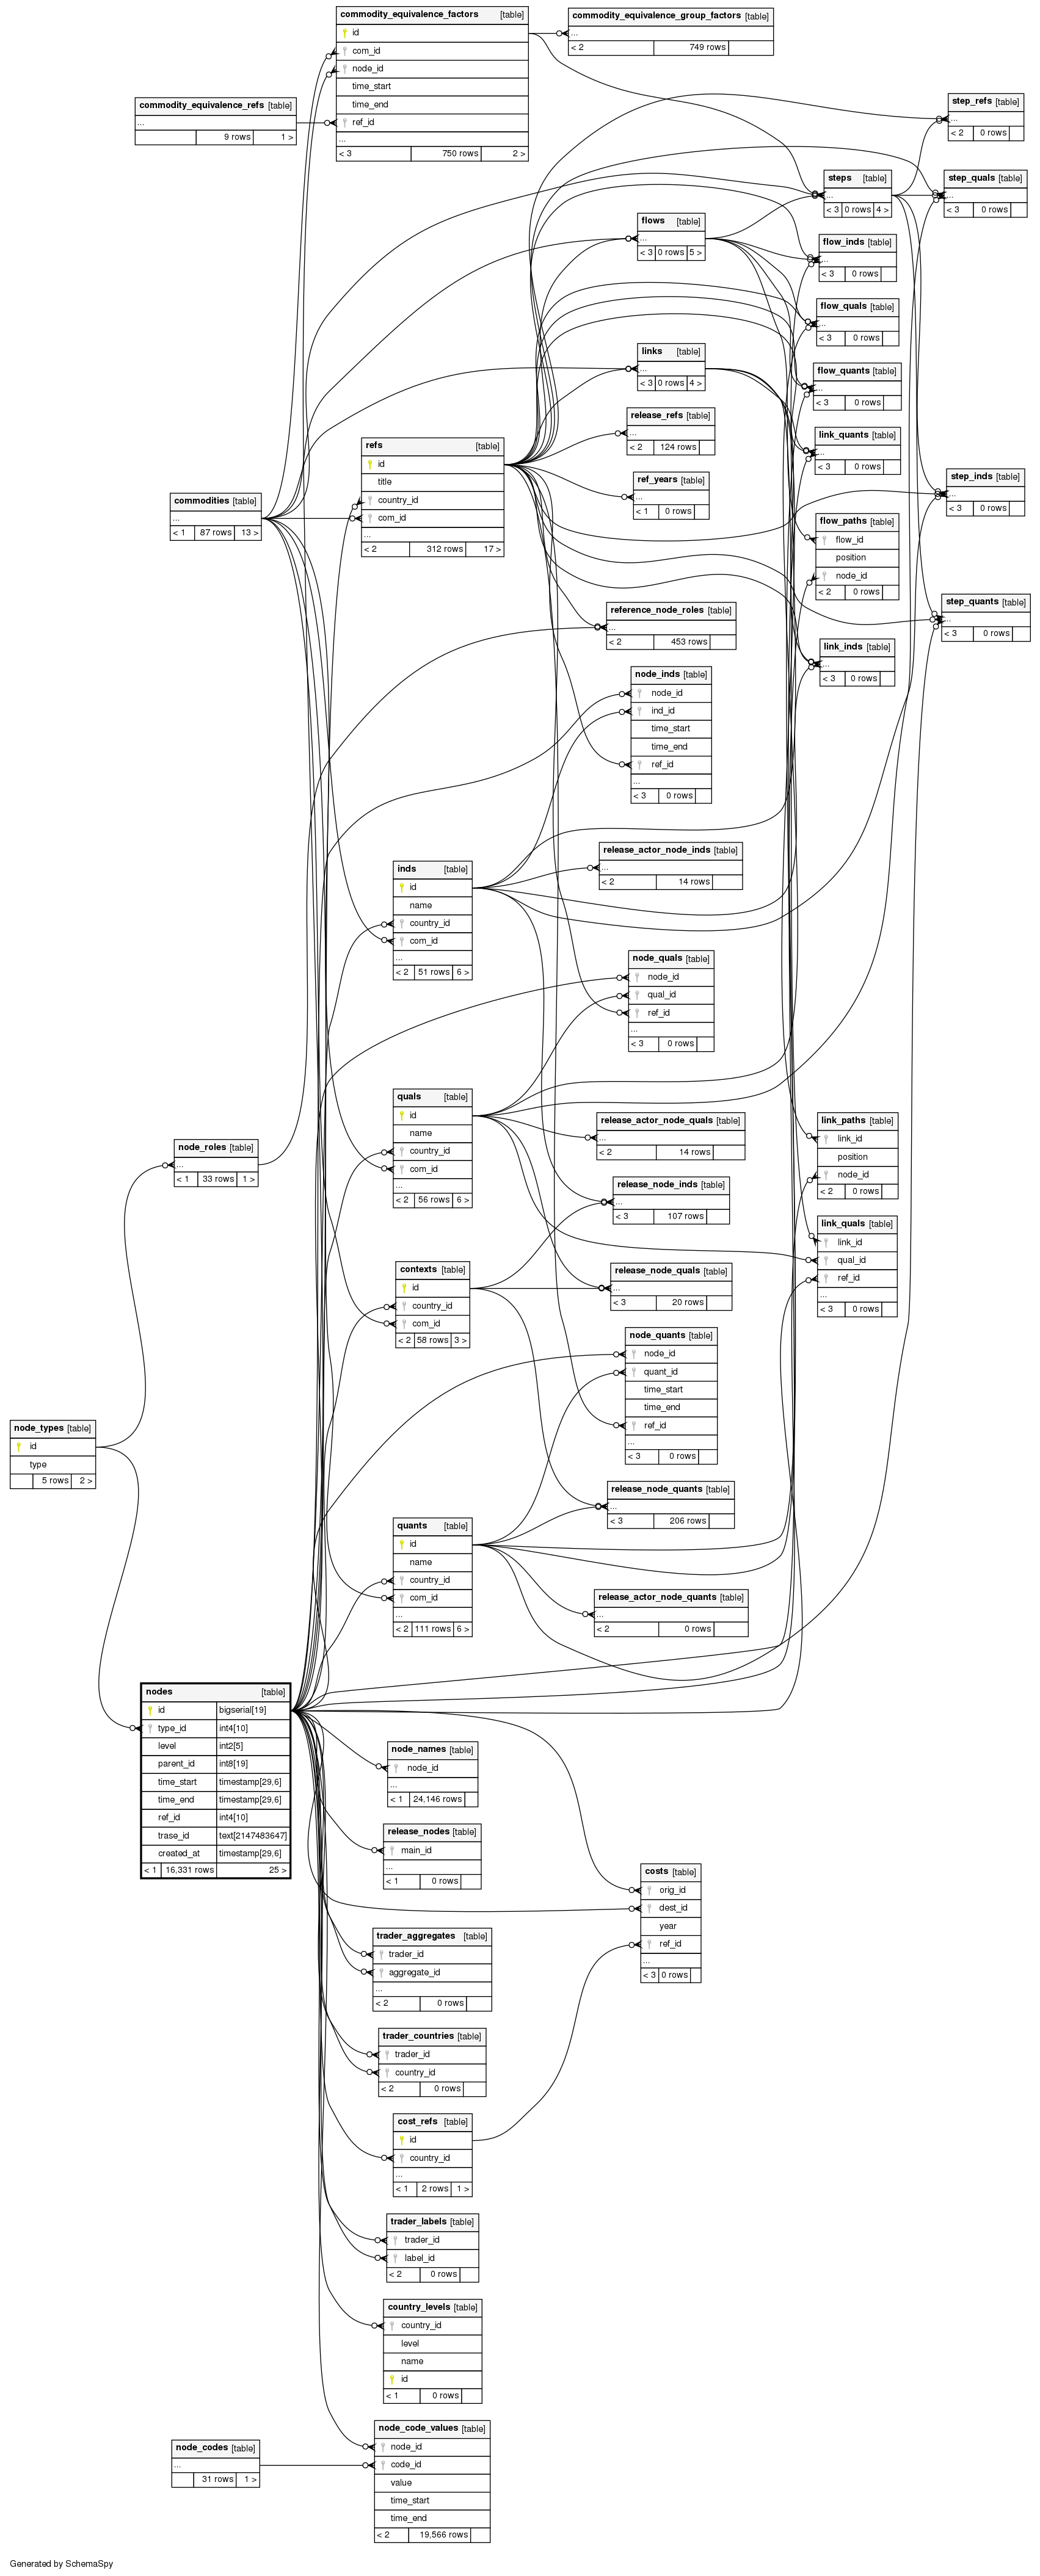 commodity_equivalence_factors [table]
id
com_id
node_id
time_start
time_end
ref_id
...
< 3 750 rows 2 >
commodity_equivalence_group_factors [table]
...
< 2 749 rows
commodity_equivalence_refs [table]
...
9 rows 1 >
step_refs [table]
...
< 2 0 rows
steps [table]
...
< 3 0 rows 4 >
step_quals [table]
...
< 3 0 rows
flows [table]
...
< 3 0 rows 5 >
flow_inds [table]
...
< 3 0 rows
flow_quals [table]
...
< 3 0 rows
links [table]
...
< 3 0 rows 4 >
flow_quants [table]
...
< 3 0 rows
release_refs [table]
...
< 2 124 rows
link_quants [table]
...
< 3 0 rows
refs [table]
id
title
country_id
com_id
...
< 2 312 rows 17 >
ref_years [table]
...
< 1 0 rows
step_inds [table]
...
< 3 0 rows
commodities [table]
...
< 1 87 rows 13 >
flow_paths [table]
flow_id
position
node_id
< 2 0 rows
step_quants [table]
...
< 3 0 rows
reference_node_roles [table]
...
< 2 453 rows
link_inds [table]
...
< 3 0 rows
node_inds [table]
node_id
ind_id
time_start
time_end
ref_id
...
< 3 0 rows
release_actor_node_inds [table]
...
< 2 14 rows
inds [table]
id
name
country_id
com_id
...
< 2 51 rows 6 >
node_quals [table]
node_id
qual_id
ref_id
...
< 3 0 rows
quals [table]
id
name
country_id
com_id
...
< 2 56 rows 6 >
release_actor_node_quals [table]
...
< 2 14 rows
link_paths [table]
link_id
position
node_id
< 2 0 rows
node_roles [table]
...
< 1 33 rows 1 >
release_node_inds [table]
...
< 3 107 rows
link_quals [table]
link_id
qual_id
ref_id
...
< 3 0 rows
contexts [table]
id
country_id
com_id
< 2 58 rows 3 >
release_node_quals [table]
...
< 3 20 rows
node_quants [table]
node_id
quant_id
time_start
time_end
ref_id
...
< 3 0 rows
node_types [table]
id
type
5 rows 2 >
release_node_quants [table]
...
< 3 206 rows
quants [table]
id
name
country_id
com_id
...
< 2 111 rows 6 >
release_actor_node_quants [table]
...
< 2 0 rows
nodes [table]
id bigserial[19]
type_id int4[10]
level int2[5]
parent_id int8[19]
time_start timestamp[29,6]
time_end timestamp[29,6]
ref_id int4[10]
trase_id text[2147483647]
created_at timestamp[29,6]
< 1 16,331 rows 25 >
node_names [table]
node_id
...
< 1 24,146 rows
release_nodes [table]
main_id
...
< 1 0 rows
costs [table]
orig_id
dest_id
year
ref_id
...
< 3 0 rows
trader_aggregates [table]
trader_id
aggregate_id
...
< 2 0 rows
trader_countries [table]
trader_id
country_id
< 2 0 rows
cost_refs [table]
id
country_id
...
< 1 2 rows 1 >
trader_labels [table]
trader_id
label_id
< 2 0 rows
country_levels [table]
country_id
level
name
id
< 1 0 rows
node_codes [table]
...
31 rows 1 >
node_code_values [table]
node_id
code_id
value
time_start
time_end
< 2 19,566 rows
Generated by SchemaSpy